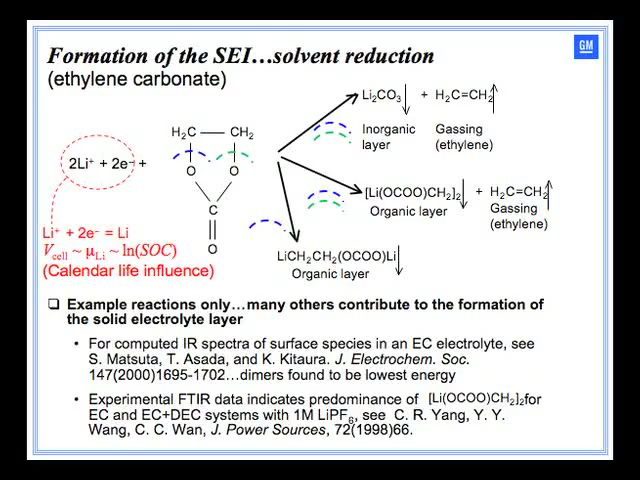 Formation of the SEI…solvent reduction
GM
(ethylene carbonate)
Li₂CO₃ + H₂C=CH₂
Inorganic layer
Gassing (ethylene)
H₂C CH₂
2Li⁺ + 2e⁻ +
O O
C
O
[Li(OCOO)CH₂]₂ + H₂C=CH₂
Organic layer
Gassing (ethylene)
Li⁺ + 2e⁻ = Li
V_cell ~ μ_Li ~ ln(SOC)
(Calendar life influence)
LiCH₂CH₂(OCOO)Li
Organic layer
❑ Example reactions only…many others contribute to the formation of
the solid electrolyte layer
• For computed IR spectra of surface species in an EC electrolyte, see
S. Matsuta, T. Asada, and K. Kitaura. J. Electrochem. Soc.
147(2000)1695-1702…dimers found to be lowest energy
• Experimental FTIR data indicates predominance of [Li(OCOO)CH₂]₂ for
EC and EC+DEC systems with 1M LiPF₆, see C. R. Yang, Y. Y.
Wang, C. C. Wan, J. Power Sources, 72(1998)66.